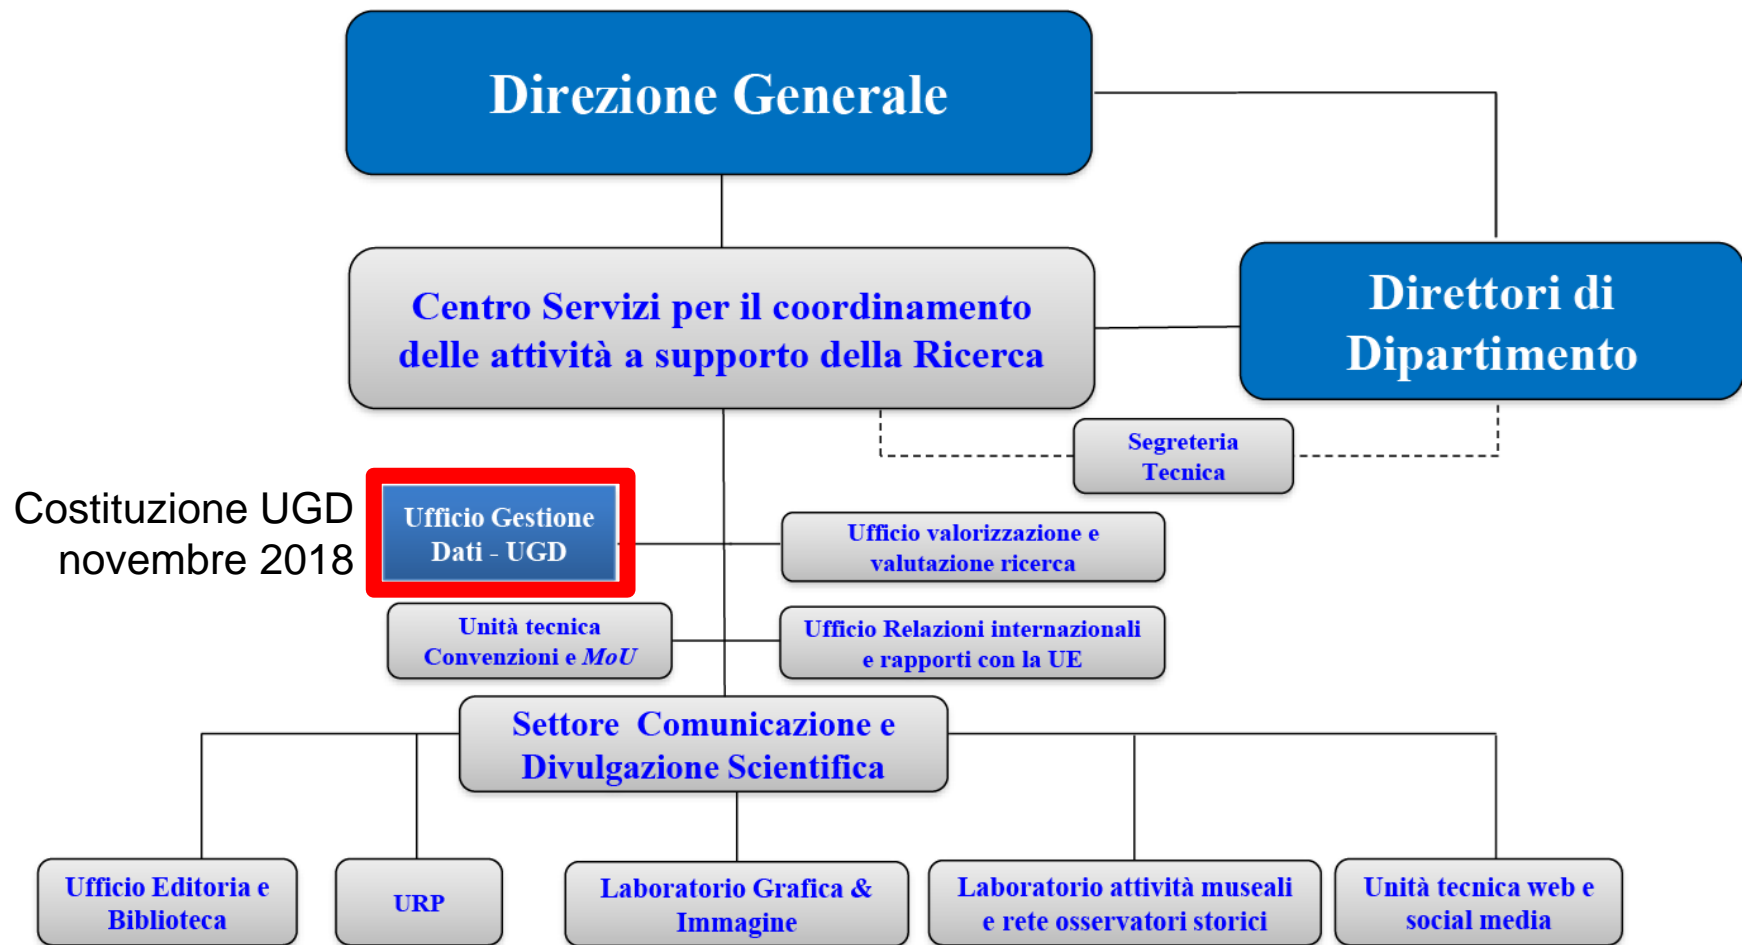 Direzione Generale
Centro Servizi per il coordinamento
delle attività a supporto della Ricerca
Direttori di
Dipartimento
Segreteria
Tecnica
Costituzione UGD
novembre 2018
Ufficio Gestione
Dati - UGD
Ufficio valorizzazione e
valutazione ricerca
Unità tecnica
Convenzioni e MoU
Ufficio Relazioni internazionali
e rapporti con la UE
Settore Comunicazione e
Divulgazione Scientifica
Ufficio Editoria e
Biblioteca
URP
Laboratorio Grafica &
Immagine
Laboratorio attività museali
e rete osservatori storici
Unità tecnica web e
social media